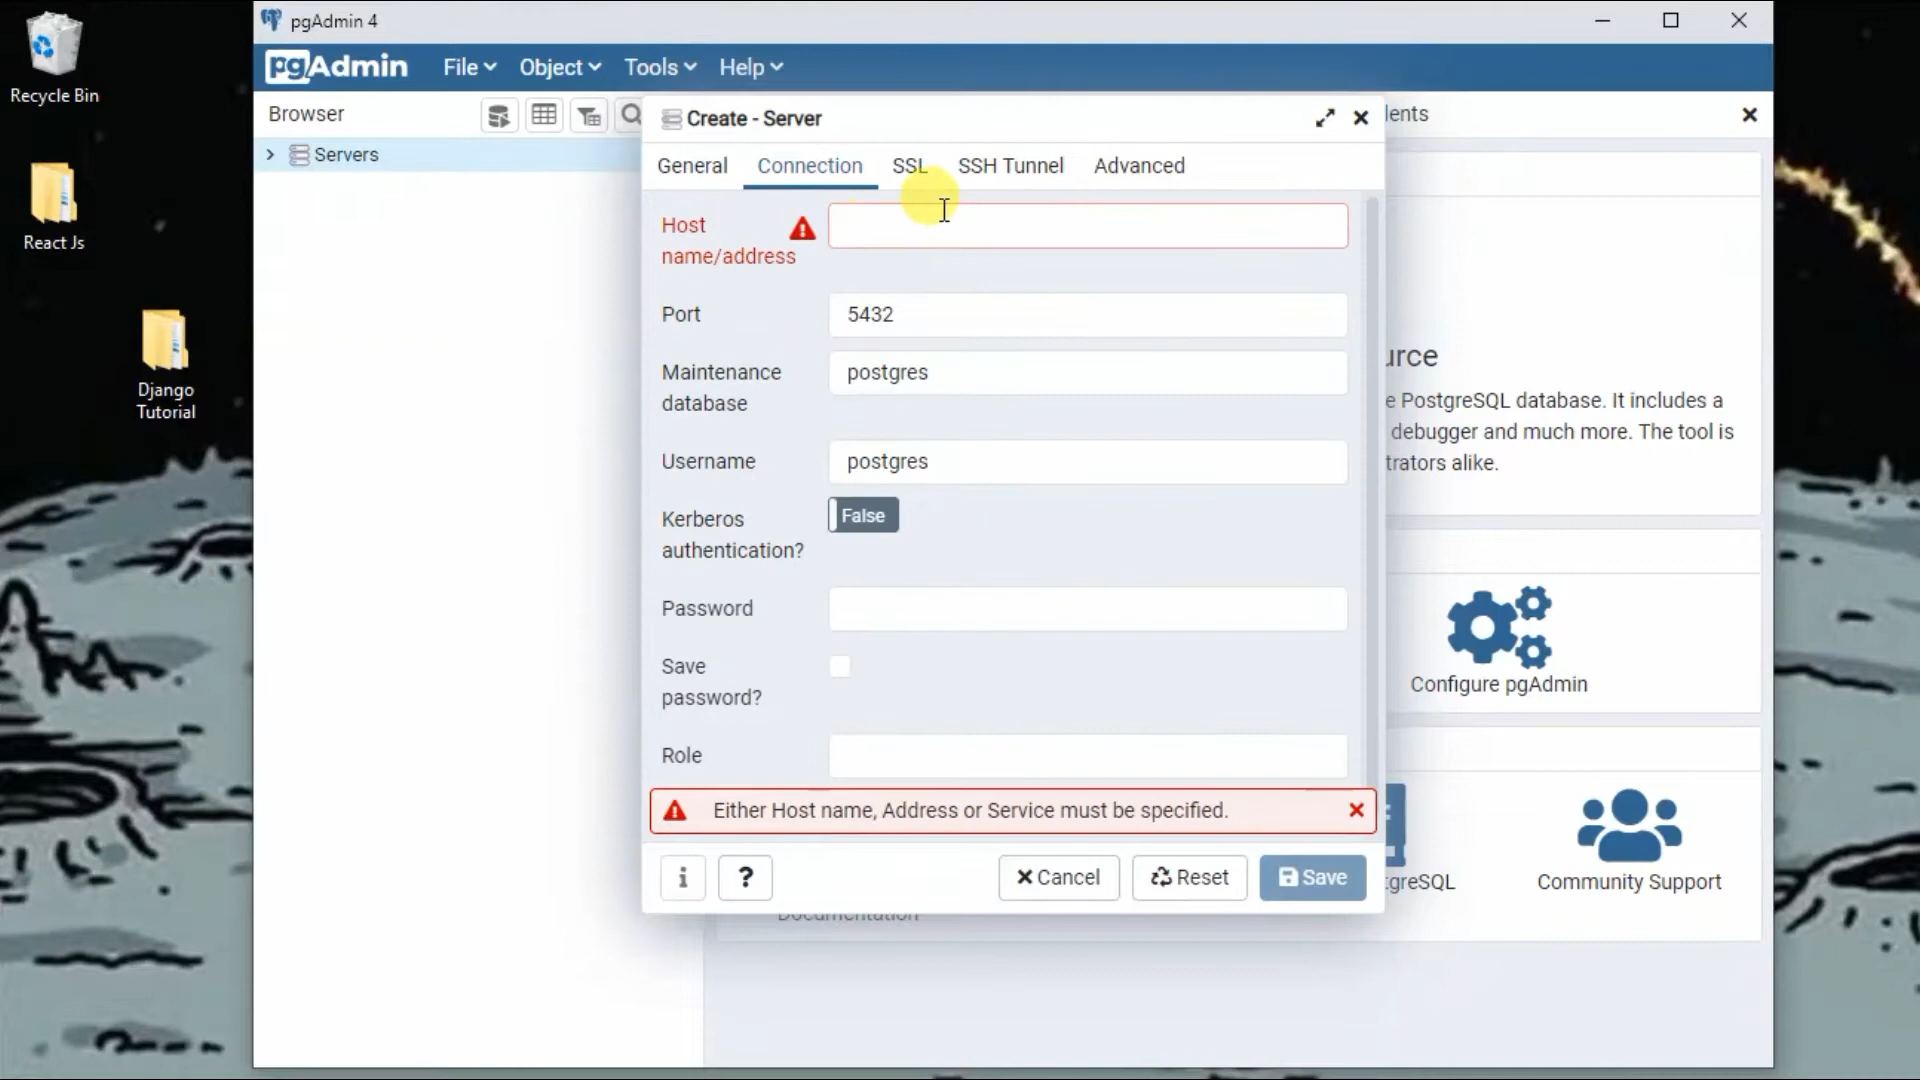 Recycle Bin
React Js
Django
Tutorial
pgAdmin 4
pgAdmin
File
Object
Tools
Help
Browser
Servers
Create - Server
General
Connection
SSL
SSH Tunnel
Advanced
Host
name/address
Port
5432
Maintenance
database
postgres
Username
postgres
Kerberos
authentication?
False
Password
Save
password?
Role
Either Host name, Address or Service must be specified.
i
?
Cancel
Reset
Save
ents
urce
e PostgreSQL database. It includes a
debugger and much more. The tool is
trators alike.
Configure pgAdmin
greSQL
Documentation
Community Support